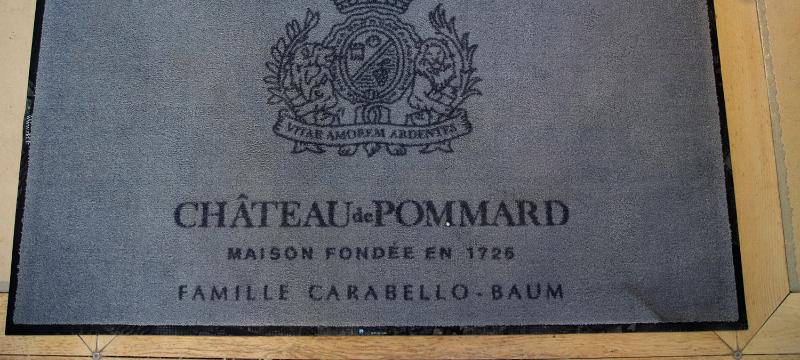 VITAE AMOREM ARDENTES
CHÂTEAU de POMMARD
MAISON FONDÉE EN 1726
FAMILLE CARABELLO-BAUM